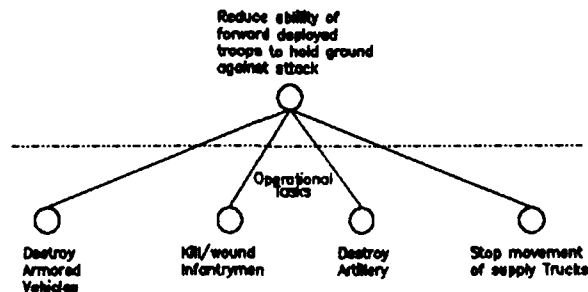 Reduce ability of
forward deployed
troops to hold ground
against attack
Operational
Tasks
Destroy
Armored
Vehicles
Kill/wound
Infantrymen
Destroy
Artillery
Stop movement
of supply Trucks